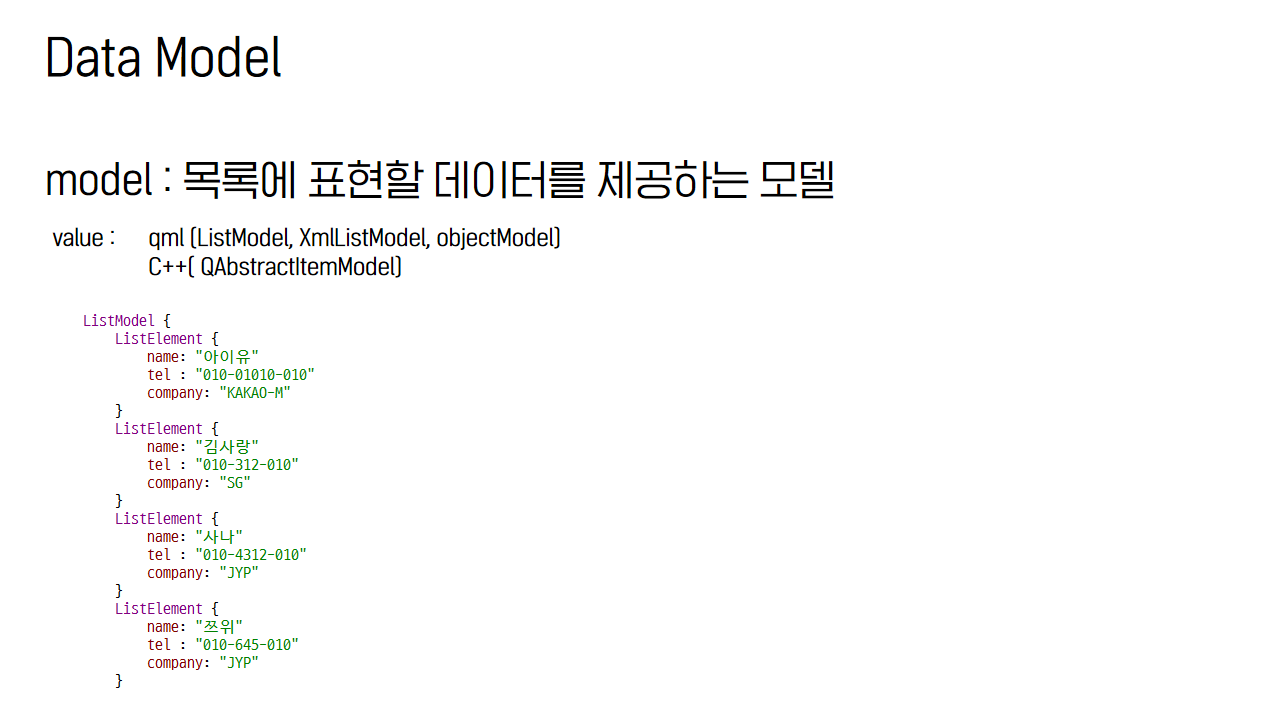 Data Model
model : 목록에 표현할 데이터를 제공하는 모델
value : qml (ListModel, XmlListModel, objectModel)
C++( QAbstractItemModel)
ListModel {
ListElement {
name: "아이유"
tel : "010-01010-010"
company: "KAKAO-M"
}
ListElement {
name: "김사랑"
tel : "010-312-010"
company: "SG"
}
ListElement {
name: "사나"
tel : "010-4312-010"
company: "JYP"
}
ListElement {
name: "쯔위"
tel : "010-645-010"
company: "JYP"
}